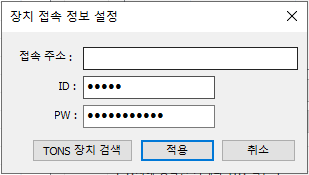 장치 접속 정보 설정
접속 주소 :
ID : ●●●●●
PW : ●●●●●●●●●●●
TONS 장치 검색 적용 취소